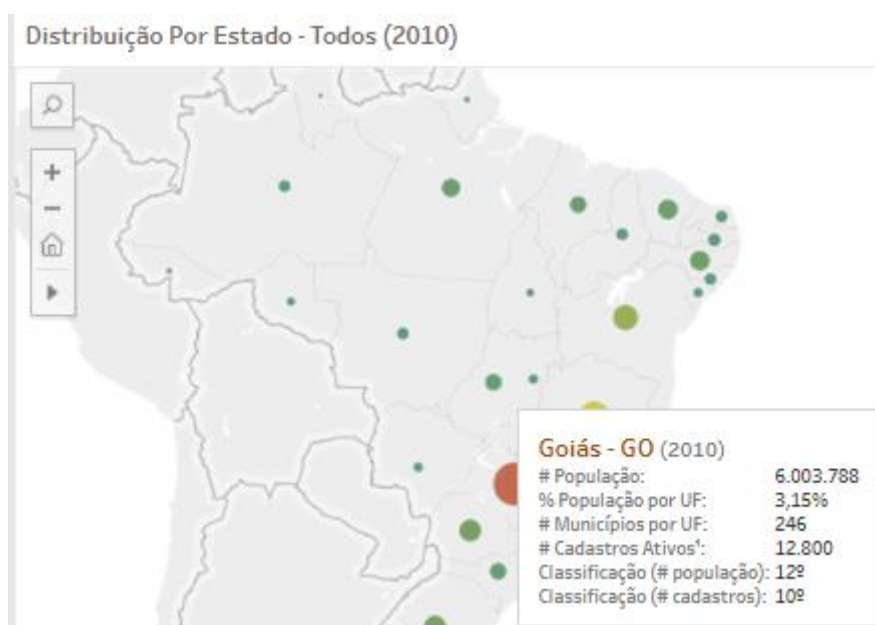 Distribuição Por Estado - Todos (2010)
Goiás - GO (2010)
# População: 6.003.788
% População por UF: 3,15%
# Municípios por UF: 246
# Cadastros Ativos¹: 12.800
Classificação (# população): 12º
Classificação (# cadastros): 10º